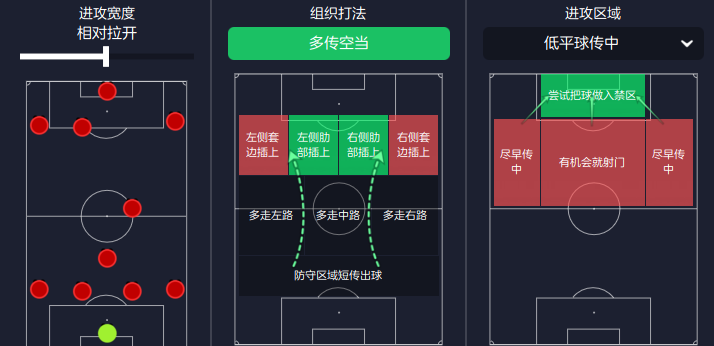 进攻宽度
相对拉开
组织打法
多传空当
左侧套
边插上
左侧肋
部插上
右侧肋
部插上
右侧套
边插上
多走左路
多走中路
多走右路
防守区域短传出球
进攻区域
低平球传中
尝试把球做入禁区
尽早传
中
有机会就射门
尽早传
中